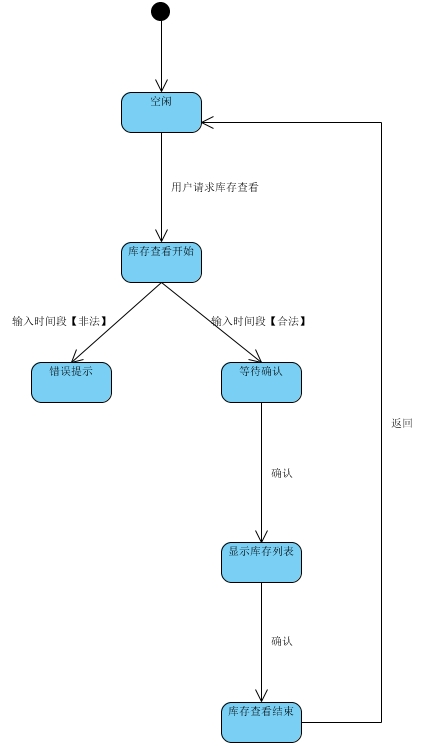 空闲
用户请求库存查看
库存查看开始
输入时间段【非法】
输入时间段【合法】
错误提示
等待确认
返回
确认
显示库存列表
确认
库存查看结束